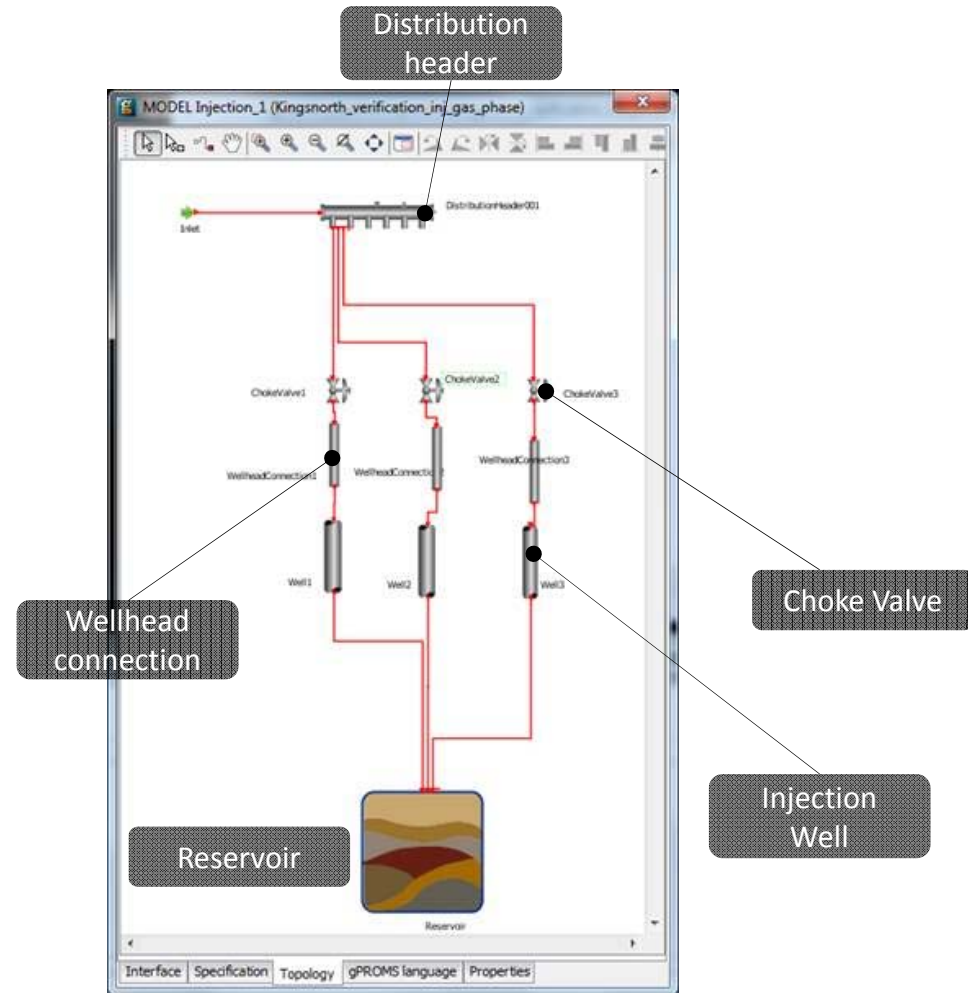 Distribution
header
MODEL Injection_1 (Kingsnorth_verification_inj_gas_phase)
DistributionHeader001
Inlet
ChokeValve1
ChokeValve2
ChokeValve3
WellheadConnection1
WellheadConnection3
Well1
Well2
Well3
Choke Valve
Wellhead
connection
Injection
Well
Reservoir
Reservoir
Interface Specification Topology gPROMS language Properties